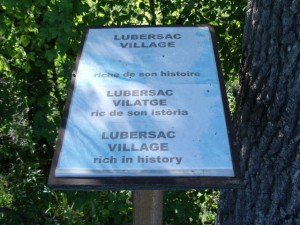 LUBERSAC
VILLAGE
riche de son histoire
LUBERSAC
VILATGE
ric de son istòria
LUBERSAC
VILLAGE
rich in history